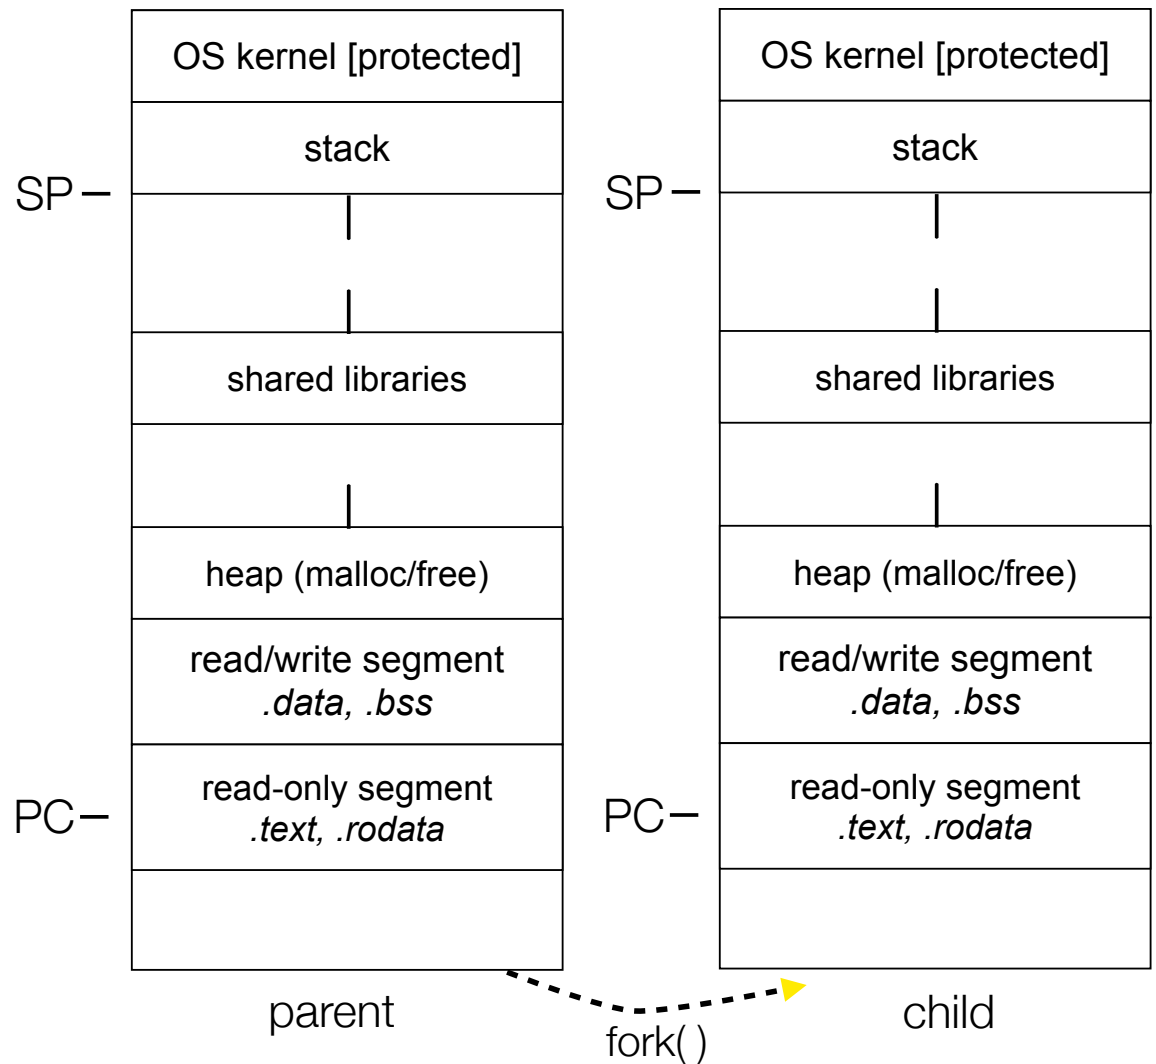 OS kernel [protected]
stack
SP
shared libraries
heap (malloc/free)
read/write segment
.data, .bss
read-only segment
.text, .rodata
PC
parent
OS kernel [protected]
stack
SP
shared libraries
heap (malloc/free)
read/write segment
.data, .bss
read-only segment
.text, .rodata
PC
child
fork( )